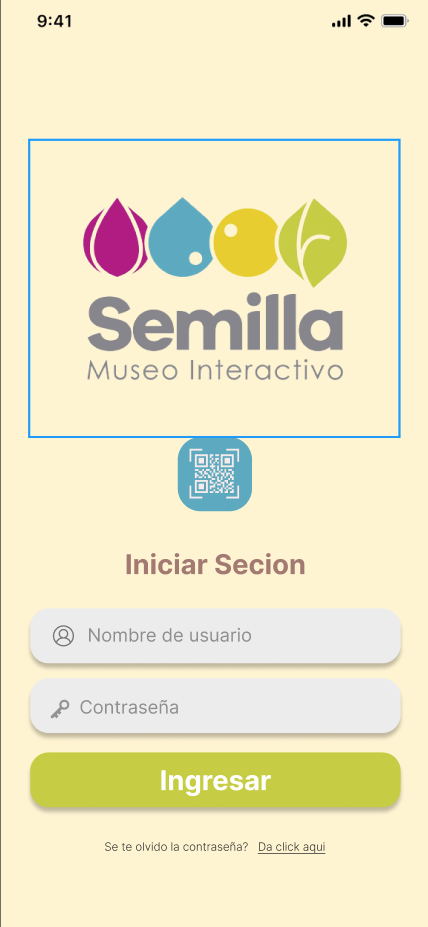 9:41
Semilla
Museo Interactivo
Iniciar Secion
Nombre de usuario
Contraseña
Ingresar
Se te olvido la contraseña? Da click aqui